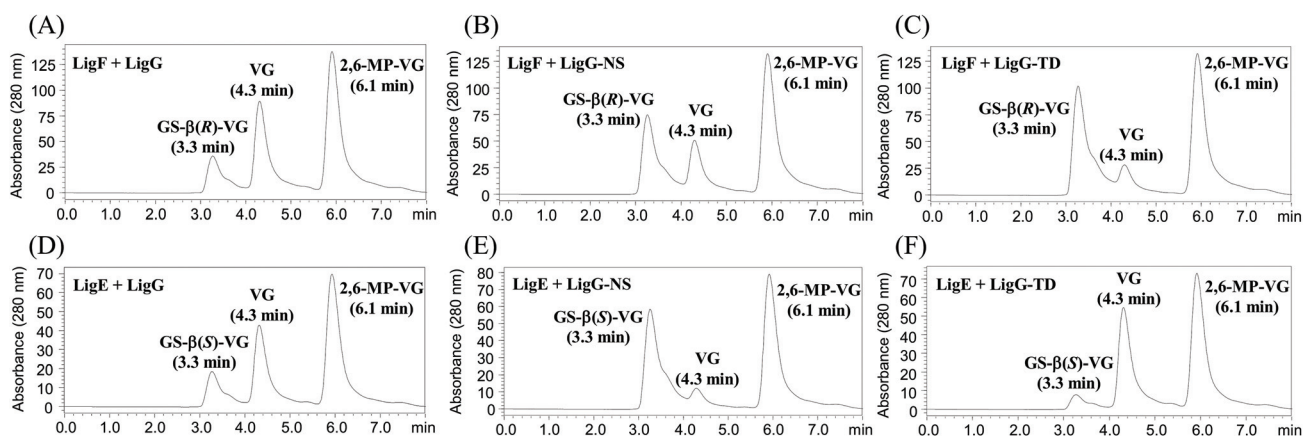 (A)
LigF + LigG
Absorbance (280 nm)
125
100
75
50
25
0
GS-β(R)-VG
(3.3 min)
VG
(4.3 min)
2,6-MP-VG
(6.1 min)
0.0 1.0 2.0 3.0 4.0 5.0 6.0 7.0 min
(B)
LigF + LigG-NS
Absorbance (280 nm)
125
100
75
50
25
0
GS-β(R)-VG
(3.3 min)
VG
(4.3 min)
2,6-MP-VG
(6.1 min)
0.0 1.0 2.0 3.0 4.0 5.0 6.0 7.0 min
(C)
LigF + LigG-TD
Absorbance (280 nm)
125
100
75
50
25
0
GS-β(R)-VG
(3.3 min)
VG
(4.3 min)
2,6-MP-VG
(6.1 min)
0.0 1.0 2.0 3.0 4.0 5.0 6.0 7.0 min
(D)
LigE + LigG
Absorbance (280 nm)
70
60
50
40
30
20
10
0
GS-β(S)-VG
(3.3 min)
VG
(4.3 min)
2,6-MP-VG
(6.1 min)
0.0 1.0 2.0 3.0 4.0 5.0 6.0 7.0 min
(E)
LigE + LigG-NS
Absorbance (280 nm)
80
70
60
50
40
30
20
10
0
GS-β(S)-VG
(3.3 min)
VG
(4.3 min)
2,6-MP-VG
(6.1 min)
0.0 1.0 2.0 3.0 4.0 5.0 6.0 7.0 min
(F)
LigE + LigG-TD
Absorbance (280 nm)
70
60
50
40
30
20
10
0
GS-β(S)-VG
(3.3 min)
VG
(4.3 min)
2,6-MP-VG
(6.1 min)
0.0 1.0 2.0 3.0 4.0 5.0 6.0 7.0 min